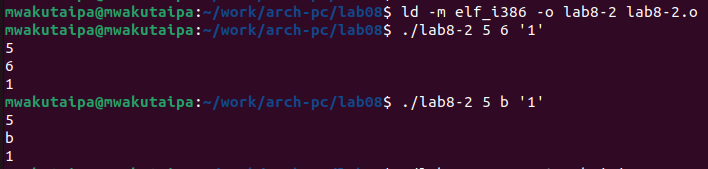 mwakutaipa@mwakutaipa:~/work/arch-pc/lab08$ ld -m elf_i386 -o lab8-2 lab8-2.o
mwakutaipa@mwakutaipa:~/work/arch-pc/lab08$ ./lab8-2 5 6 '1'
5
6
1
mwakutaipa@mwakutaipa:~/work/arch-pc/lab08$ ./lab8-2 5 b '1'
5
b
1